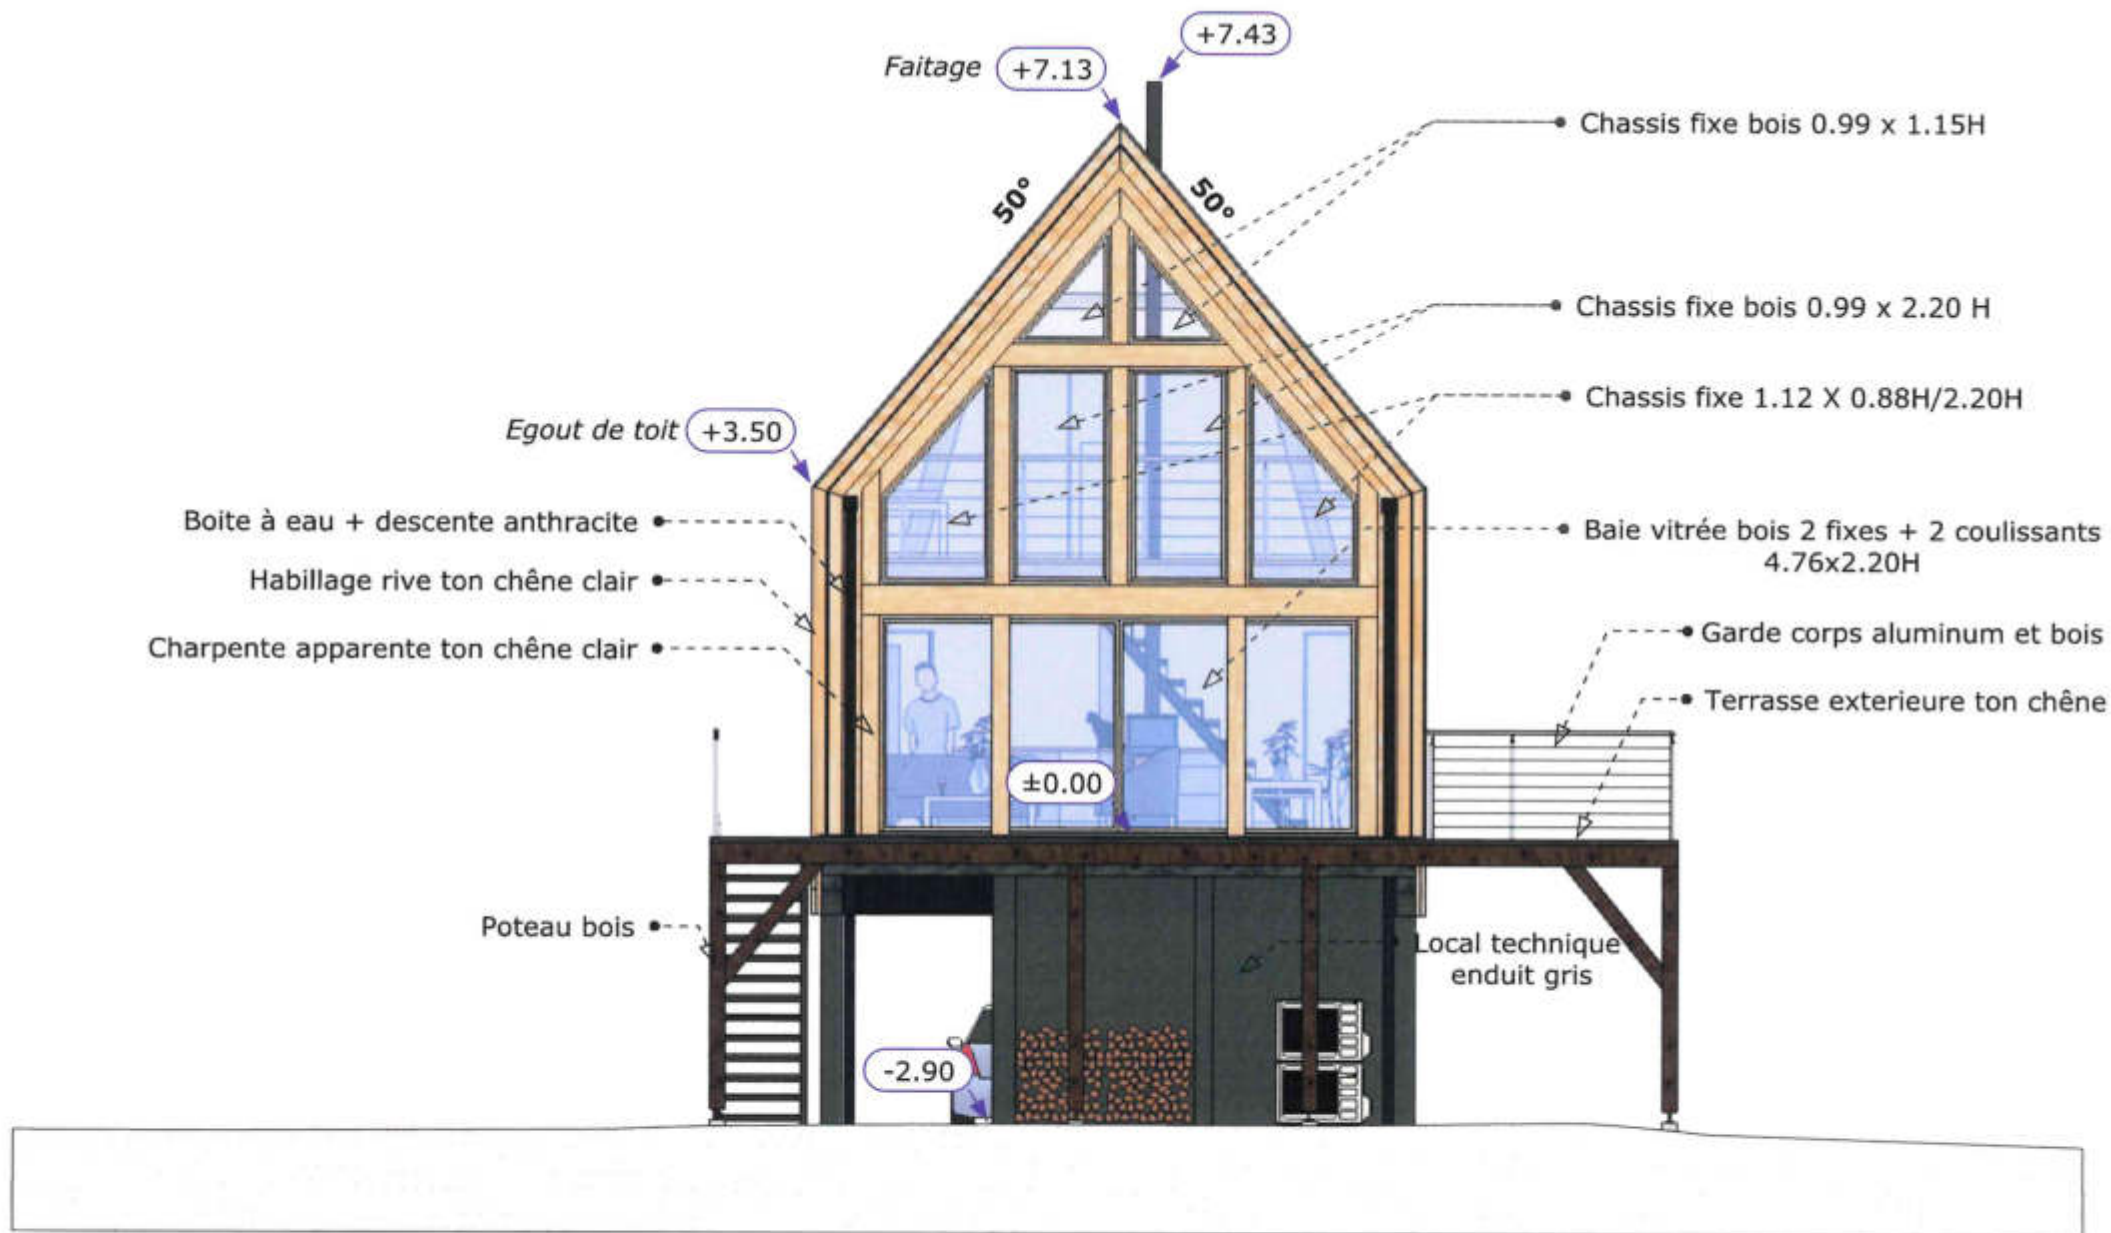 +7.43
Faitage +7.13
Chassis fixe bois 0.99 x 1.15H
50° 50°
Chassis fixe bois 0.99 x 2.20 H
Chassis fixe 1.12 X 0.88H/2.20H
Egout de toit +3.50
Boite à eau + descente anthracite
Baie vitrée bois 2 fixes + 2 coulissants
4.76x2.20H
Habillage rive ton chêne clair
Garde corps aluminum et bois
Charpente apparente ton chêne clair
Terrasse exterieure ton chêne
±0.00
Poteau bois
Local technique
enduit gris
-2.90